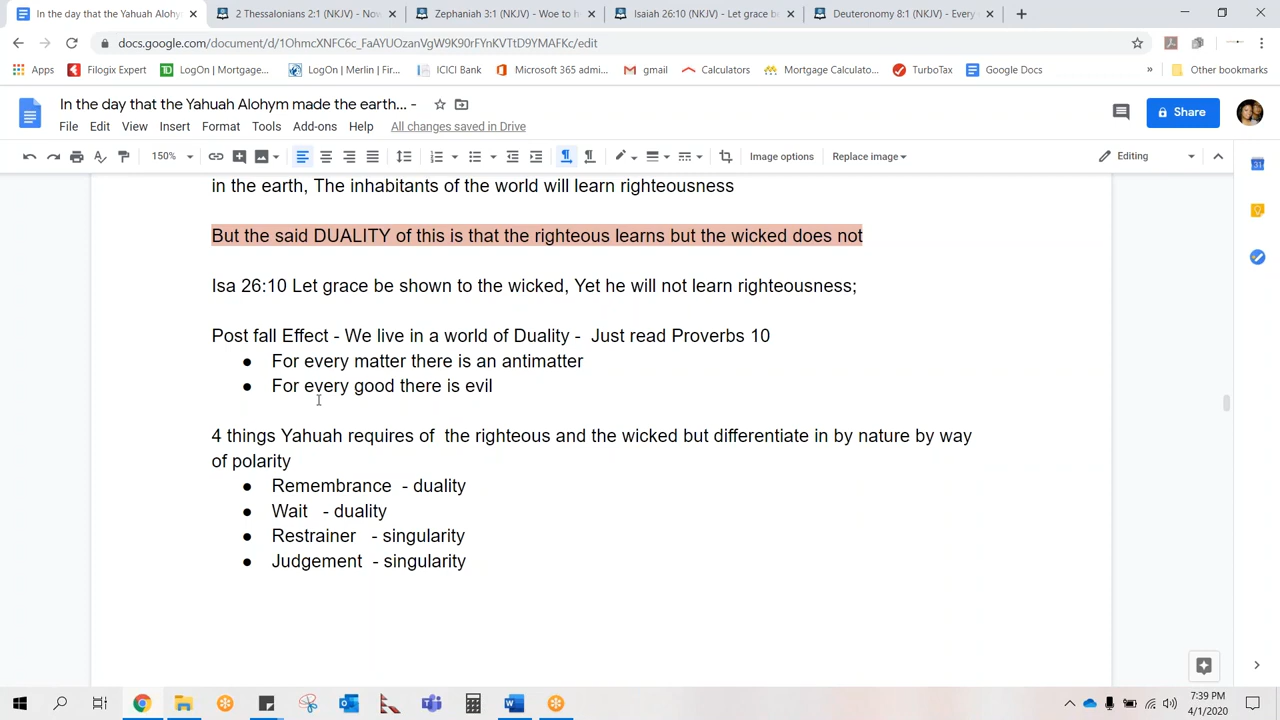 In the day that the Yahuah Alohy
2 Thessalonians 2:1 (NKJV) - Nov
Zephaniah 3:1 (NKJV) - Woe to h
Isaiah 26:10 (NKJV) - Let grace b
Deuteronomy 8:1 (NKJV) - Every
docs.google.com/document/d/1OhmcXNFC6c_FaAYUOzanVgW9K90rFYnKVTtD9YMAFKc/edit
Apps Filogix Expert LogOn | Mortgage... LogOn | Merlin | Fir... ICICI Bank Microsoft 365 admi... gmail Calculators Mortgage Calculato... TurboTax Google Docs » Other bookmarks
In the day that the Yahuah Alohym made the earth... -
Share
File Edit View Insert Format Tools Add-ons Help All changes saved in Drive
150% Image options Replace image Editing
31
in the earth, The inhabitants of the world will learn righteousness
But the said DUALITY of this is that the righteous learns but the wicked does not
Isa 26:10 Let grace be shown to the wicked, Yet he will not learn righteousness;
Post fall Effect - We live in a world of Duality - Just read Proverbs 10
● For every matter there is an antimatter
● For every good there is evil
4 things Yahuah requires of the righteous and the wicked but differentiate in by nature by way
of polarity
● Remembrance - duality
● Wait - duality
● Restrainer - singularity
● Judgement - singularity
7:39 PM
4/1/2020